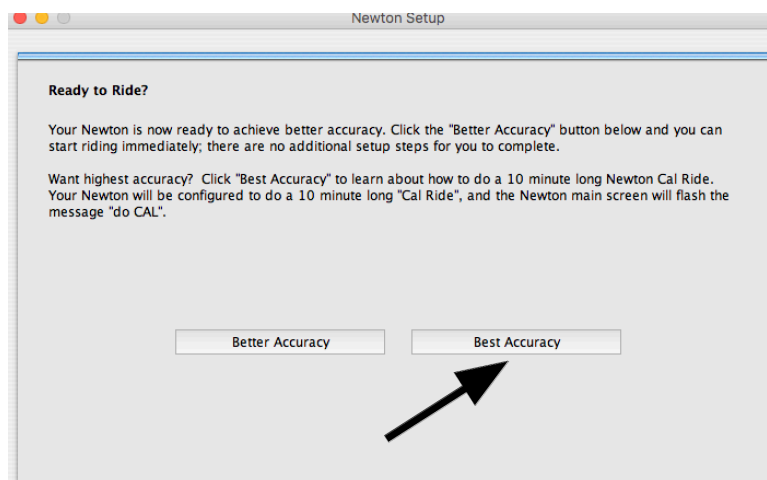 Newton Setup
Ready to Ride?
Your Newton is now ready to achieve better accuracy. Click the "Better Accuracy" button below and you can
start riding immediately; there are no additional setup steps for you to complete.
Want highest accuracy?  Click "Best Accuracy" to learn about how to do a 10 minute long Newton Cal Ride.
Your Newton will be configured to do a 10 minute long "Cal Ride", and the Newton main screen will flash the
message "do CAL".
Better Accuracy
Best Accuracy